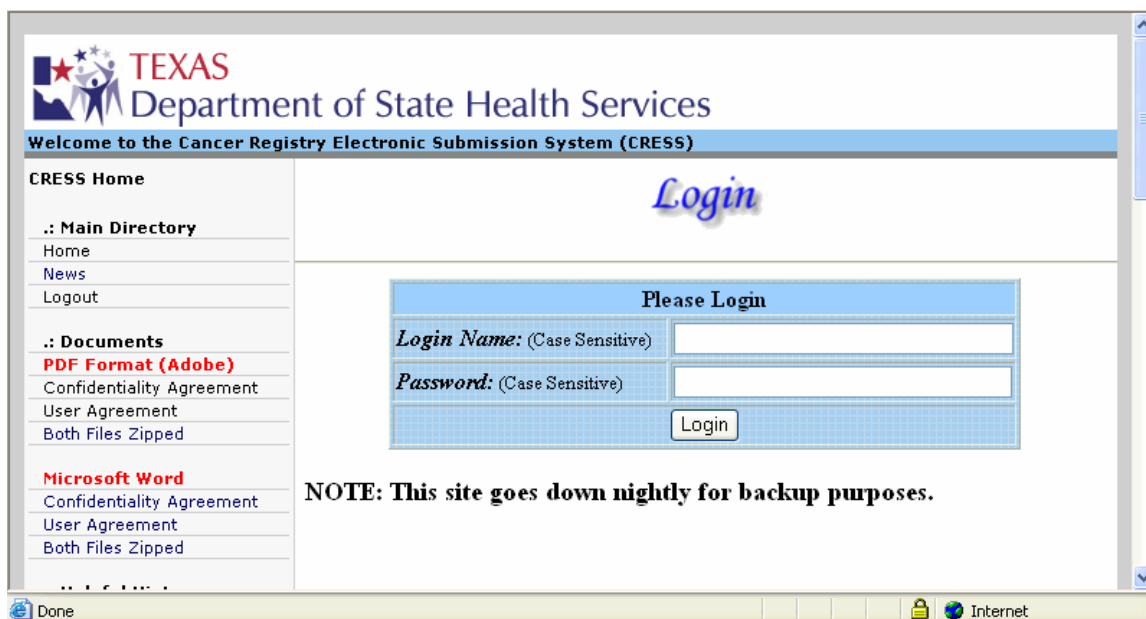 TEXAS
Department of State Health Services
Welcome to the Cancer Registry Electronic Submission System (CRESS)
CRESS Home
.: Main Directory
Home
News
Logout
.: Documents
PDF Format (Adobe)
Confidentiality Agreement
User Agreement
Both Files Zipped
Microsoft Word
Confidentiality Agreement
User Agreement
Both Files Zipped
Login
Please Login
Login Name: (Case Sensitive)
Password: (Case Sensitive)
Login
NOTE: This site goes down nightly for backup purposes.
Done
Internet